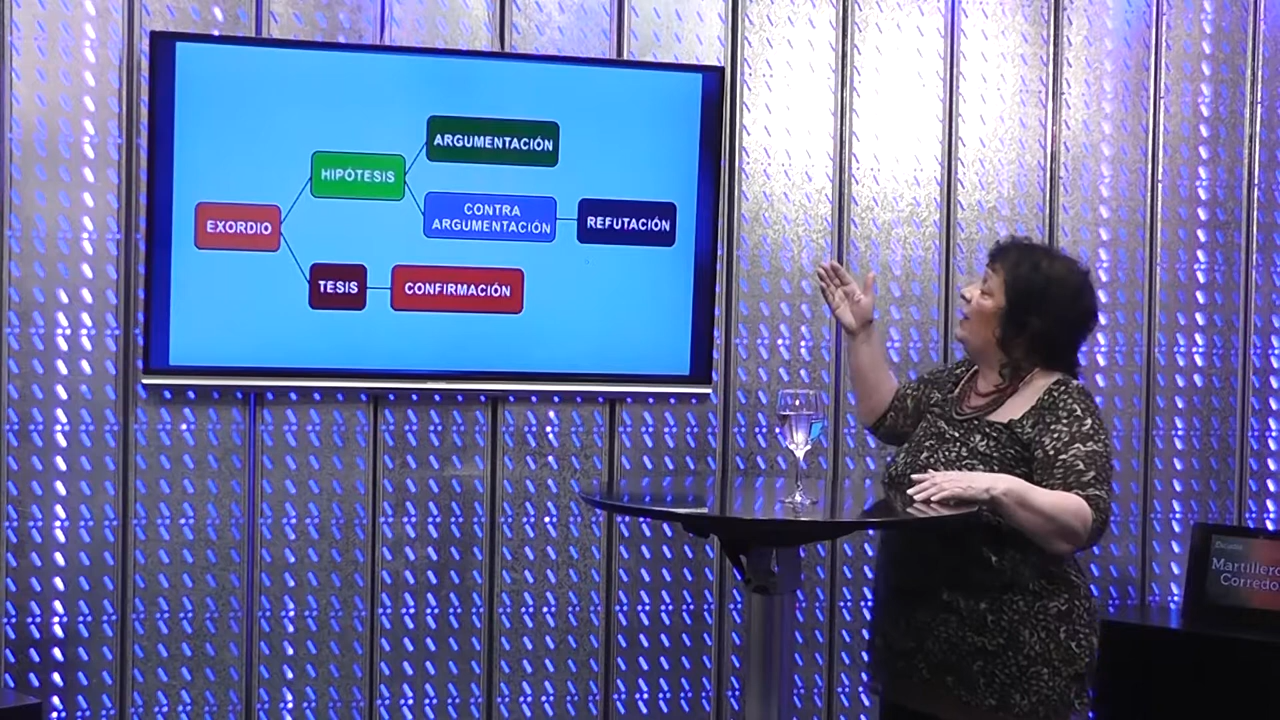 ARGUMENTACIÓN
HIPÓTESIS
CONTRA
ARGUMENTACIÓN
REFUTACIÓN
EXORDIO
TESIS
CONFIRMACIÓN
Martillero
Corredo